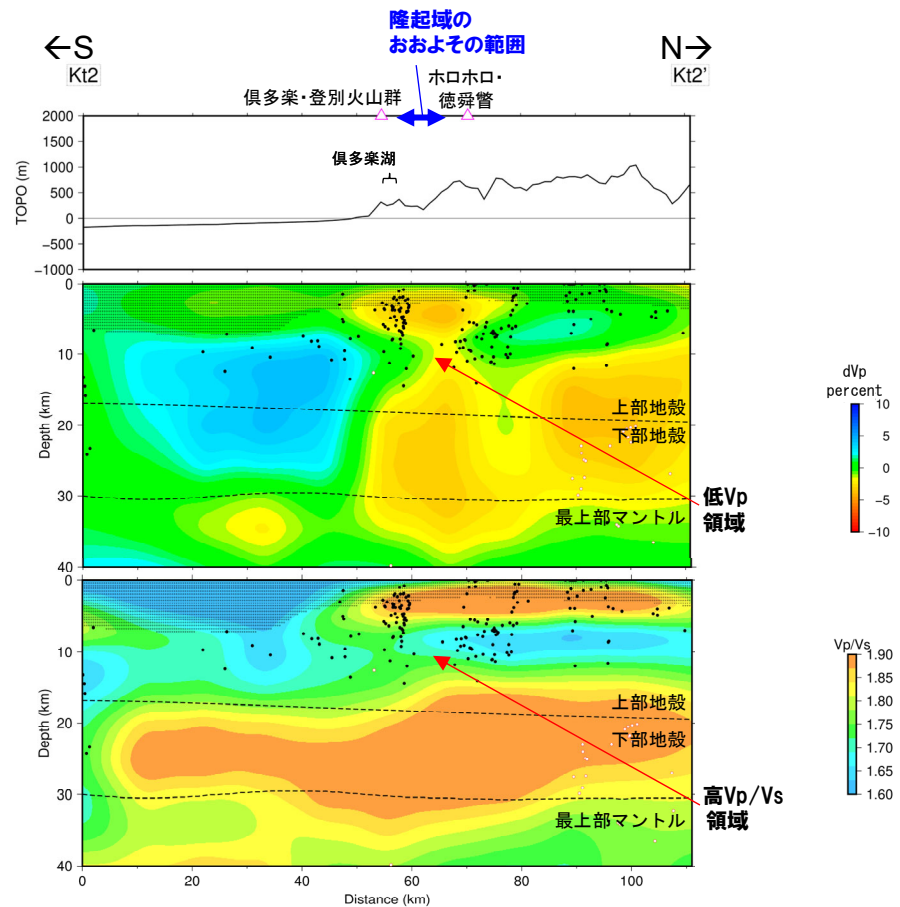 隆起域の
おおよその範囲
←S
N→
Kt2
Kt2'
倶多楽・登別火山群
ホロホロ・
徳舜瞥
倶多楽湖
TOPO (m)
2000
1500
1000
500
0
−500
−1000
Depth (km)
0
10
20
30
40
上部地殻
下部地殻
最上部マントル
低Vp
領域
dVp
percent
10
5
0
−5
−10
Depth (km)
0
10
20
30
40
上部地殻
下部地殻
最上部マントル
高Vp/Vs
領域
Vp/Vs
1.90
1.85
1.80
1.75
1.70
1.65
1.60
0
20
40
60
80
100
Distance (km)